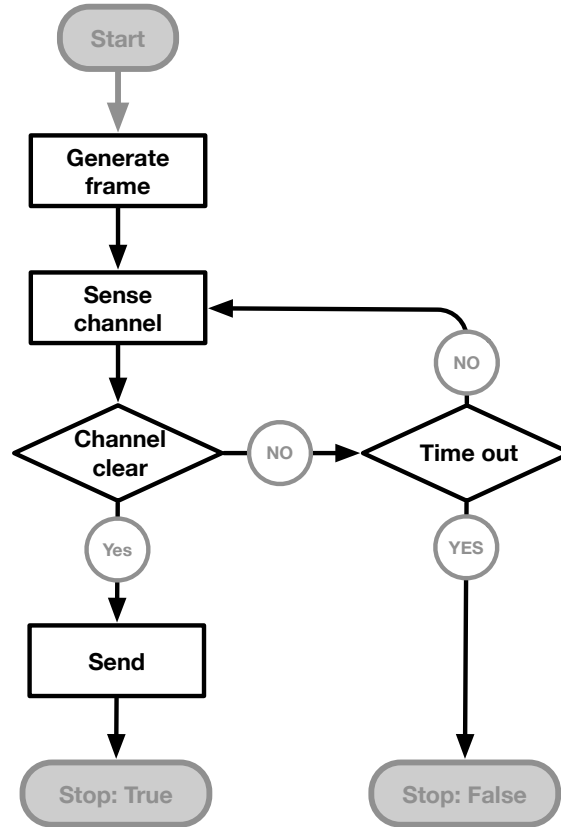 Start
Generate
frame
Sense
channel
NO
Channel
clear
NO
Time out
Yes
YES
Send
Stop: True
Stop: False